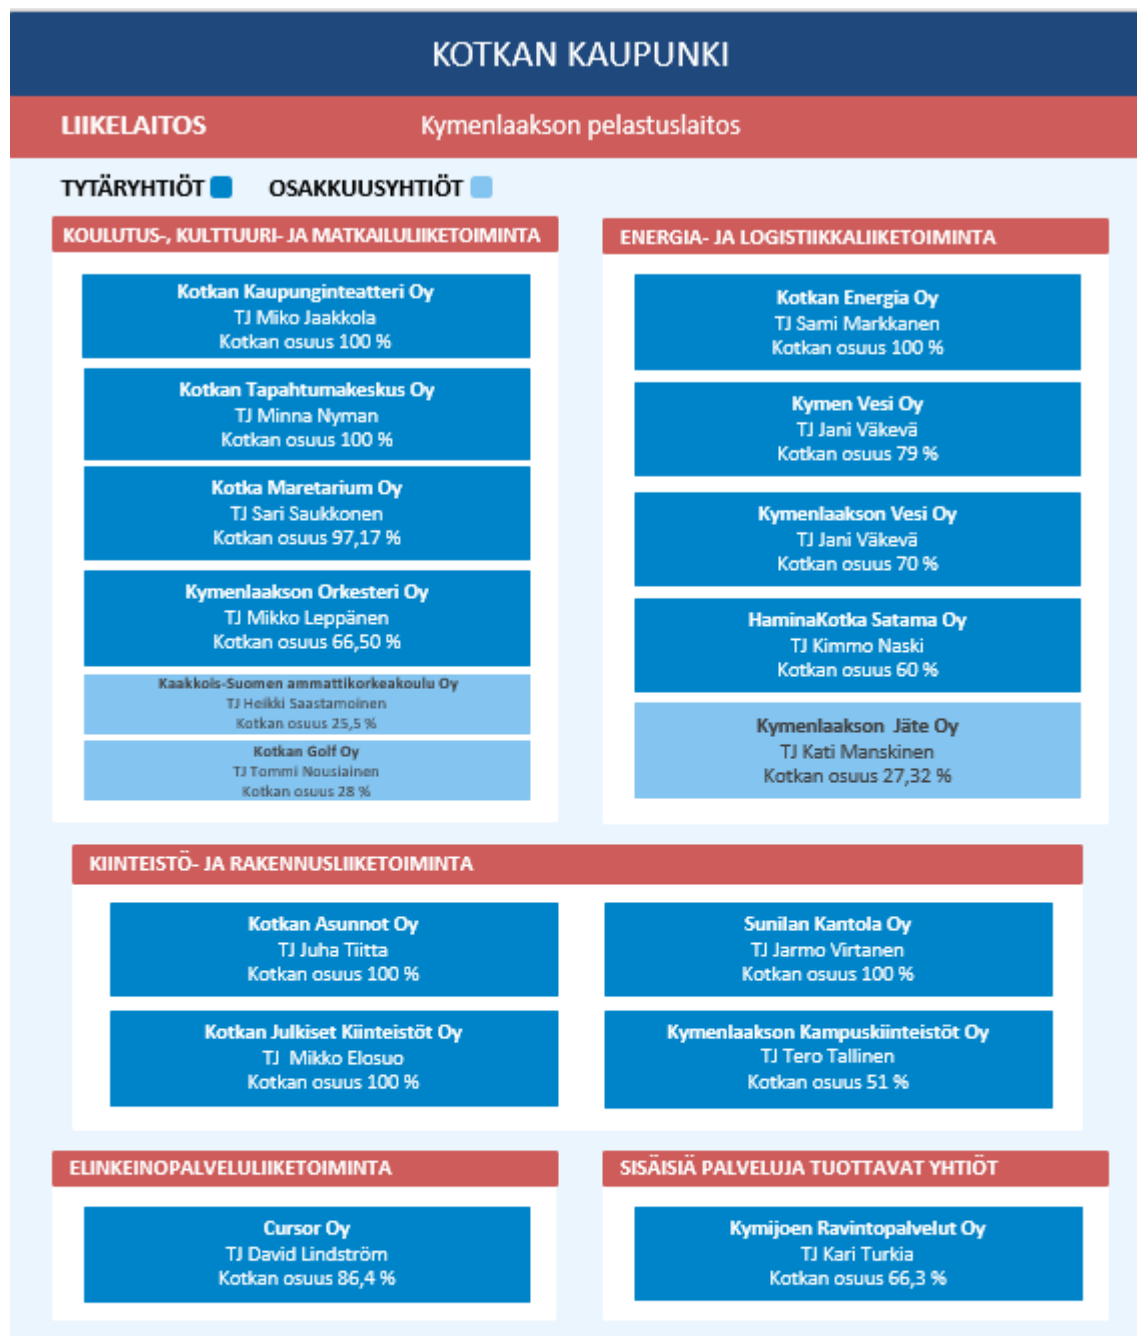 KOTKAN KAUPUNKI
LIIKELAITOS Kymenlaakson pelastuslaitos
TYTÄRYHTIÖT OSAKKUUSYHTIÖT
KOULUTUS-, KULTTUURI- JA MATKAILULIIKETOIMINTA
Kotkan Kaupunginteatteri Oy
TJ Miko Jaakkola
Kotkan osuus 100 %
Kotkan Tapahtumakeskus Oy
TJ Minna Nyman
Kotkan osuus 100 %
Kotka Maretarium Oy
TJ Sari Saukkonen
Kotkan osuus 97,17 %
Kymenlaakson Orkesteri Oy
TJ Mikko Leppänen
Kotkan osuus 66,50 %
Kaakkois-Suomen ammattikorkeakoulu Oy
TJ Heikki Saastamoinen
Kotkan osuus 25,5 %
Kotkan Golf Oy
TJ Tommi Nousiainen
Kotkan osuus 28 %
ENERGIA- JA LOGISTIIKKALIIKETOIMINTA
Kotkan Energia Oy
TJ Sami Markkanen
Kotkan osuus 100 %
Kymen Vesi Oy
TJ Jani Väkevä
Kotkan osuus 79 %
Kymenlaakson Vesi Oy
TJ Jani Väkevä
Kotkan osuus 70 %
HaminaKotka Satama Oy
TJ Kimmo Naski
Kotkan osuus 60 %
Kymenlaakson Jäte Oy
TJ Kati Manskinen
Kotkan osuus 27,32 %
KIINTEISTÖ- JA RAKENNUSLIIKETOIMINTA
Kotkan Asunnot Oy
TJ Juha Tiitta
Kotkan osuus 100 %
Sunilan Kantola Oy
TJ Jarmo Virtanen
Kotkan osuus 100 %
Kotkan Julkiset Kiinteistöt Oy
TJ Mikko Elosuo
Kotkan osuus 100 %
Kymenlaakson Kampuskiinteistöt Oy
TJ Tero Tallinen
Kotkan osuus 51 %
ELINKEINOPALVELULIIKETOIMINTA
Cursor Oy
TJ David Lindström
Kotkan osuus 86,4 %
SISÄISIÄ PALVELUJA TUOTTAVAT YHTIÖT
Kymijoen Ravintopalvelut Oy
TJ Kari Turkia
Kotkan osuus 66,3 %